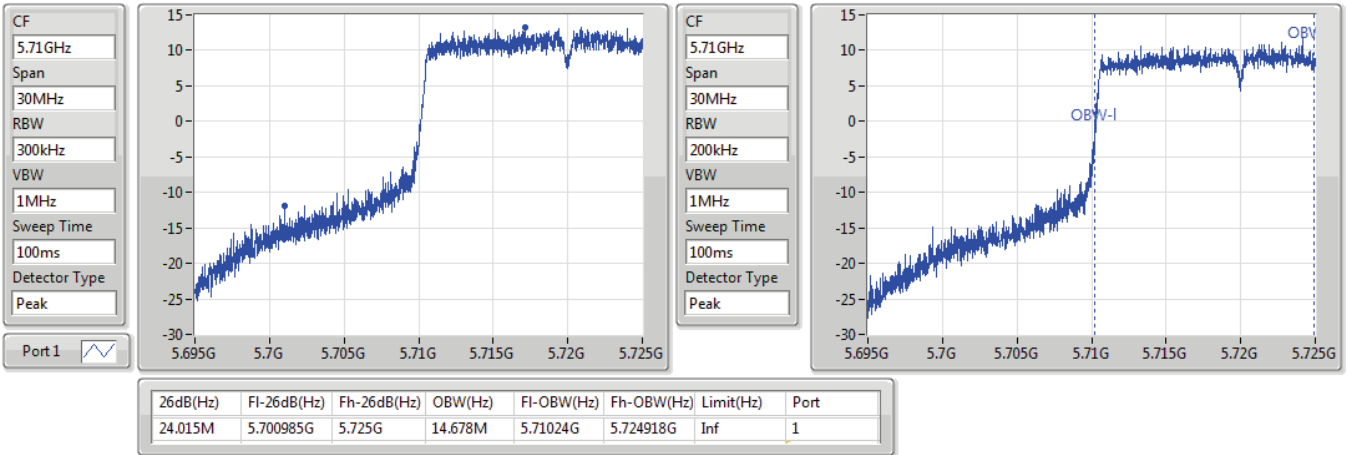 CF
5.71GHz
Span
30MHz
RBW
300kHz
VBW
1MHz
Sweep Time
100ms
Detector Type
Peak
Port 1
15
10
5
0
-5
-10
-15
-20
-25
-30
5.695G 5.7G 5.705G 5.71G 5.715G 5.72G 5.725G
CF
5.71GHz
Span
30MHz
RBW
200kHz
VBW
1MHz
Sweep Time
100ms
Detector Type
Peak
15
10
5
0
-5
-10
-15
-20
-25
-30
OBW-l
5.695G 5.7G 5.705G 5.71G 5.715G 5.72G 5.725G
26dB(Hz) Fl-26dB(Hz) Fh-26dB(Hz) OBW(Hz) Fl-OBW(Hz) Fh-OBW(Hz) Limit(Hz) Port
24.015M 5.700985G 5.725G 14.678M 5.71024G 5.724918G Inf 1